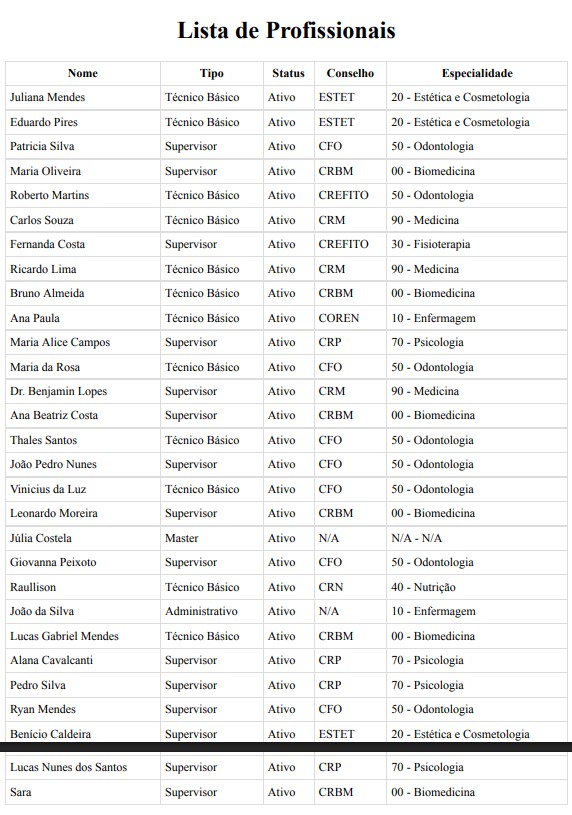 Lista de Profissionais
Nome Tipo Status Conselho Especialidade
Juliana Mendes Técnico Básico Ativo ESTET 20 - Estética e Cosmetologia
Eduardo Pires Técnico Básico Ativo ESTET 20 - Estética e Cosmetologia
Patricia Silva Supervisor Ativo CFO 50 - Odontologia
Maria Oliveira Supervisor Ativo CRBM 00 - Biomedicina
Roberto Martins Técnico Básico Ativo CREFITO 50 - Odontologia
Carlos Souza Técnico Básico Ativo CRM 90 - Medicina
Fernanda Costa Supervisor Ativo CREFITO 30 - Fisioterapia
Ricardo Lima Técnico Básico Ativo CRM 90 - Medicina
Bruno Almeida Técnico Básico Ativo CRBM 00 - Biomedicina
Ana Paula Técnico Básico Ativo COREN 10 - Enfermagem
Maria Alice Campos Supervisor Ativo CRP 70 - Psicologia
Maria da Rosa Técnico Básico Ativo CFO 50 - Odontologia
Dr. Benjamin Lopes Supervisor Ativo CRM 90 - Medicina
Ana Beatriz Costa Supervisor Ativo CRBM 00 - Biomedicina
Thales Santos Técnico Básico Ativo CFO 50 - Odontologia
João Pedro Nunes Supervisor Ativo CFO 50 - Odontologia
Vinicius da Luz Técnico Básico Ativo CFO 50 - Odontologia
Leonardo Moreira Supervisor Ativo CRBM 00 - Biomedicina
Júlia Costela Master Ativo N/A N/A - N/A
Giovanna Peixoto Supervisor Ativo CFO 50 - Odontologia
Raullison Técnico Básico Ativo CRN 40 - Nutrição
João da Silva Administrativo Ativo N/A 10 - Enfermagem
Lucas Gabriel Mendes Técnico Básico Ativo CRBM 00 - Biomedicina
Alana Cavalcanti Supervisor Ativo CRP 70 - Psicologia
Pedro Silva Supervisor Ativo CRP 70 - Psicologia
Ryan Mendes Supervisor Ativo CFO 50 - Odontologia
Benício Caldeira Supervisor Ativo ESTET 20 - Estética e Cosmetologia
Lucas Nunes dos Santos Supervisor Ativo CRP 70 - Psicologia
Sara Supervisor Ativo CRBM 00 - Biomedicina